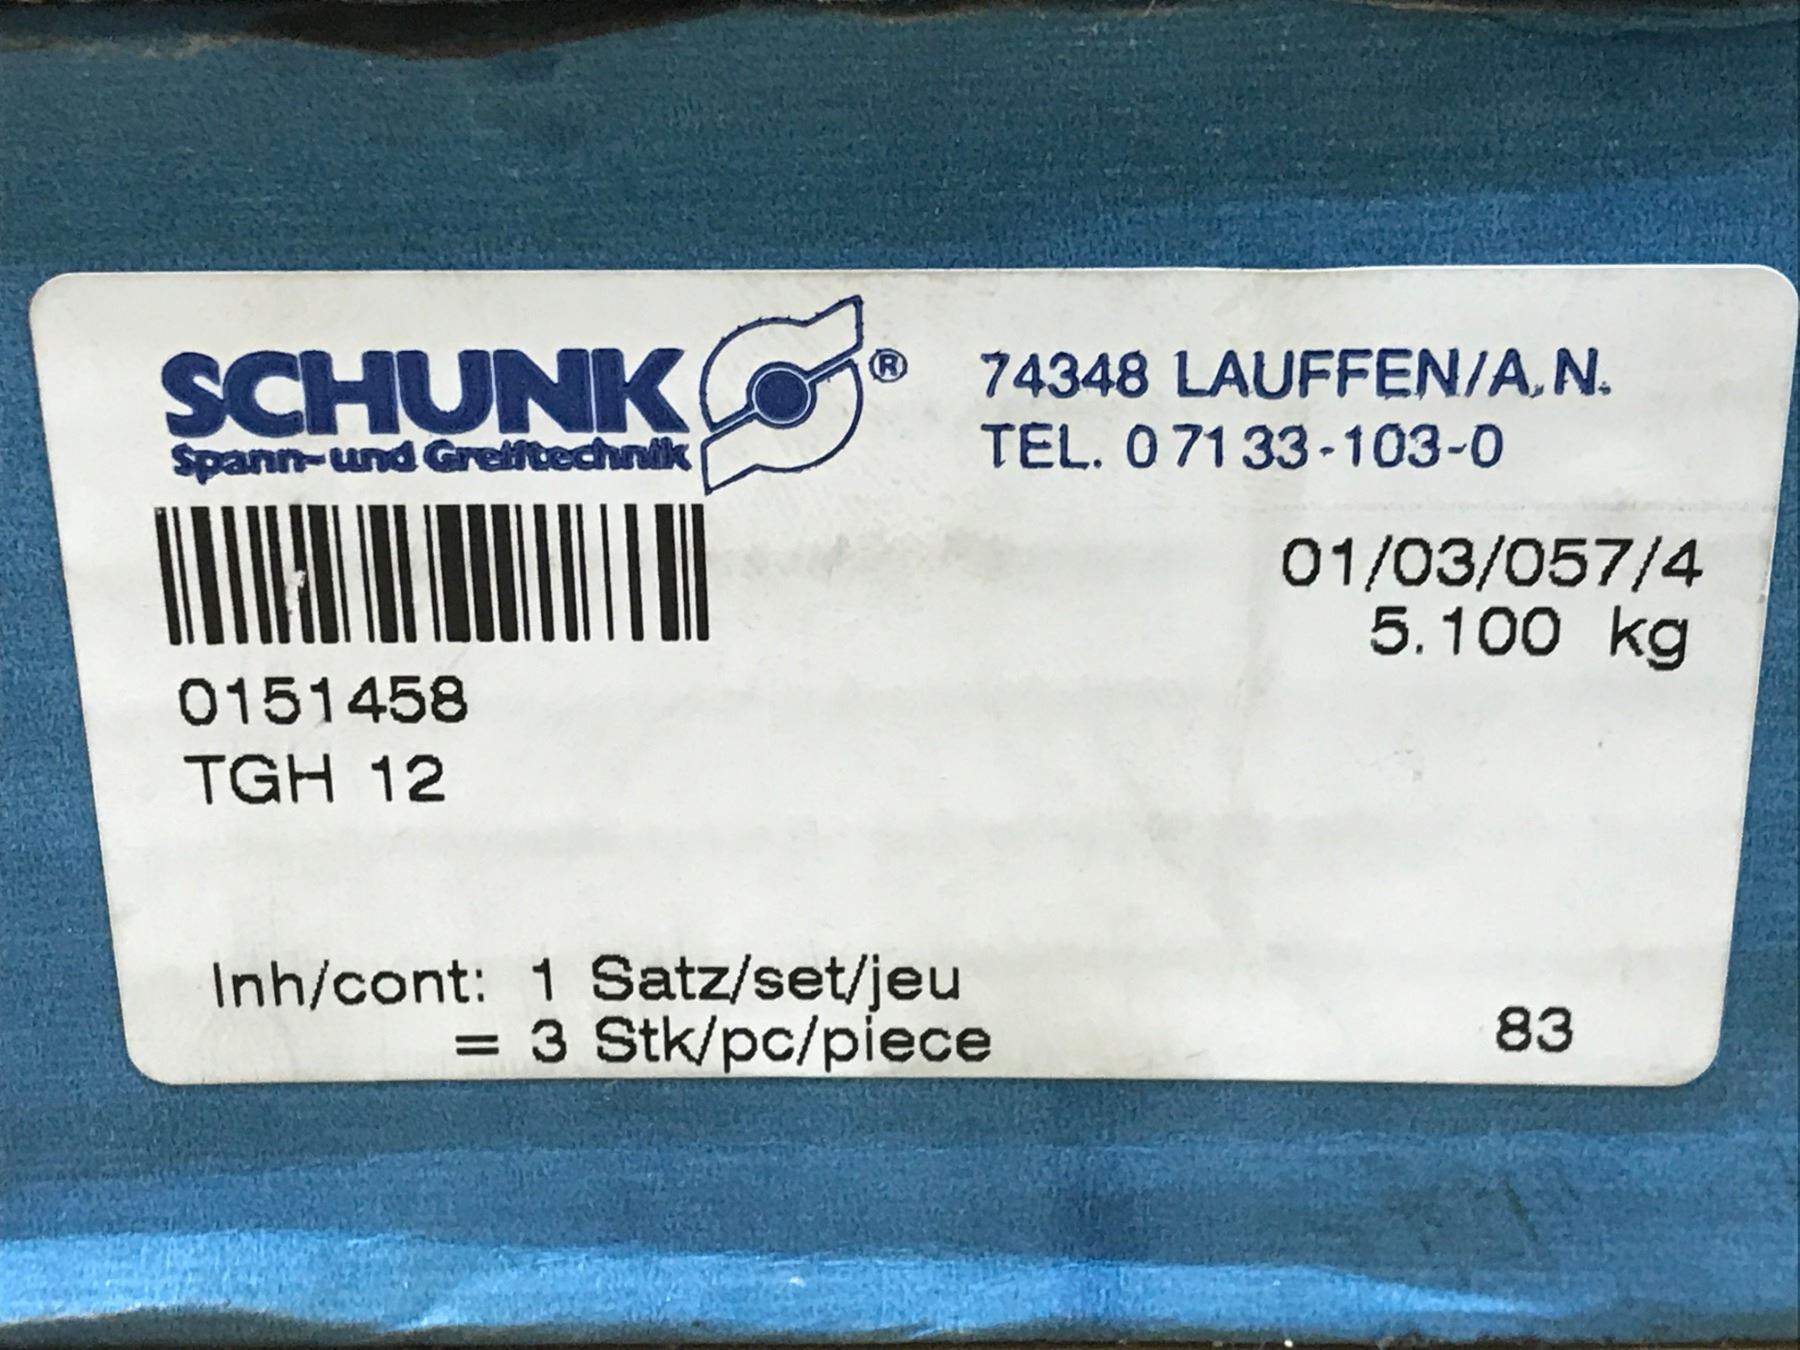 SCHUNK ®
Spann- und Greiftechnik
74348 LAUFFEN/A.N.
TEL. 0 71 33-103-0
01/03/057/4
5.100 kg
0151458
TGH 12
Inh/cont: 1 Satz/set/jeu
= 3 Stk/pc/piece
83